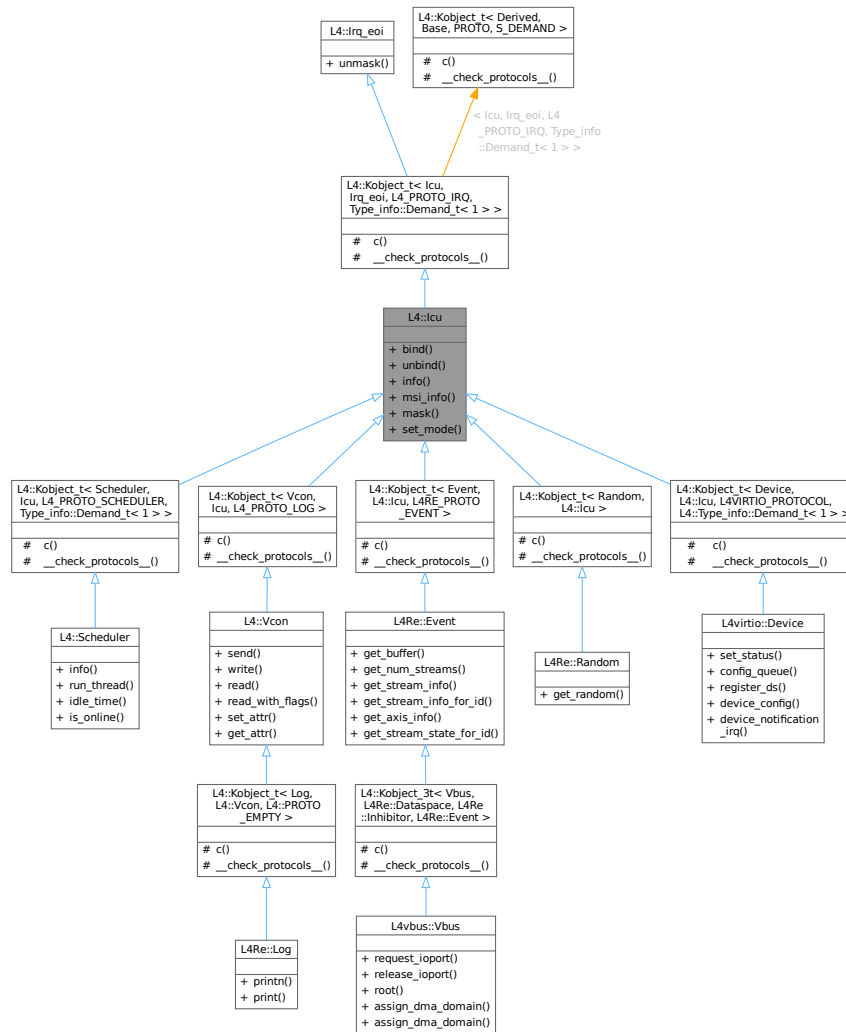 L4::Irq_eoi
+ unmask()
L4::Kobject_t< Derived,
Base, PROTO, S_DEMAND >
# c()
# __check_protocols__()
< Icu, Irq_eoi, L4
_PROTO_IRQ, Type_info
::Demand_t< 1 > >
L4::Kobject_t< Icu,
Irq_eoi, L4_PROTO_IRQ,
Type_info::Demand_t< 1 > >
# c()
# __check_protocols__()
L4::Icu
+ bind()
+ unbind()
+ info()
+ msi_info()
+ mask()
+ set_mode()
L4::Kobject_t< Scheduler,
Icu, L4_PROTO_SCHEDULER,
Type_info::Demand_t< 1 > >
# c()
# __check_protocols__()
L4::Kobject_t< Vcon,
Icu, L4_PROTO_LOG >
# c()
# __check_protocols__()
L4::Kobject_t< Event,
L4::Icu, L4RE_PROTO
_EVENT >
# c()
# __check_protocols__()
L4::Kobject_t< Random,
L4::Icu >
# c()
# __check_protocols__()
L4::Kobject_t< Device,
L4::Icu, L4VIRTIO_PROTOCOL,
L4::Type_info::Demand_t< 1 > >
# c()
# __check_protocols__()
L4::Scheduler
+ info()
+ run_thread()
+ idle_time()
+ is_online()
L4::Vcon
+ send()
+ write()
+ read()
+ read_with_flags()
+ set_attr()
+ get_attr()
L4Re::Event
+ get_buffer()
+ get_num_streams()
+ get_stream_info()
+ get_stream_info_for_id()
+ get_axis_info()
+ get_stream_state_for_id()
L4Re::Random
+ get_random()
L4virtio::Device
+ set_status()
+ config_queue()
+ register_ds()
+ device_config()
+ device_notification
_irq()
L4::Kobject_t< Log,
L4::Vcon, L4::PROTO
_EMPTY >
# c()
# __check_protocols__()
L4::Kobject_3t< Vbus,
L4Re::Dataspace, L4Re
::Inhibitor, L4Re::Event >
# c()
# __check_protocols__()
L4Re::Log
+ printn()
+ print()
L4vbus::Vbus
+ request_ioport()
+ release_ioport()
+ root()
+ assign_dma_domain()
+ assign_dma_domain()